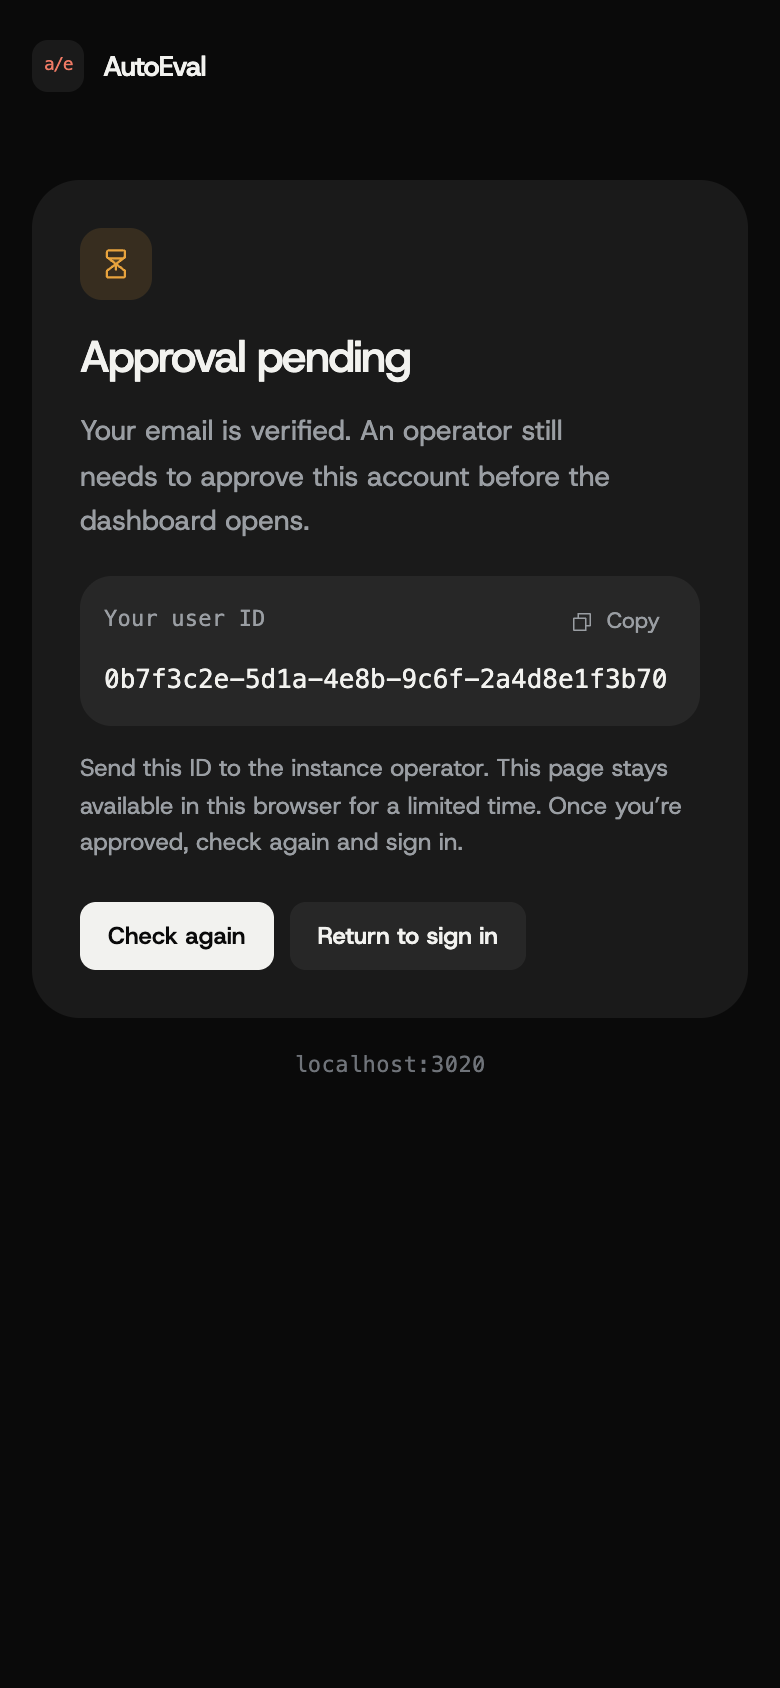 a/e
AutoEval
Approval pending
Your email is verified. An operator still
needs to approve this account before the
dashboard opens.
Your user ID
Copy
0b7f3c2e-5d1a-4e8b-9c6f-2a4d8e1f3b70
Send this ID to the instance operator. This page stays
available in this browser for a limited time. Once you’re
approved, check again and sign in.
Check again
Return to sign in
localhost:3020